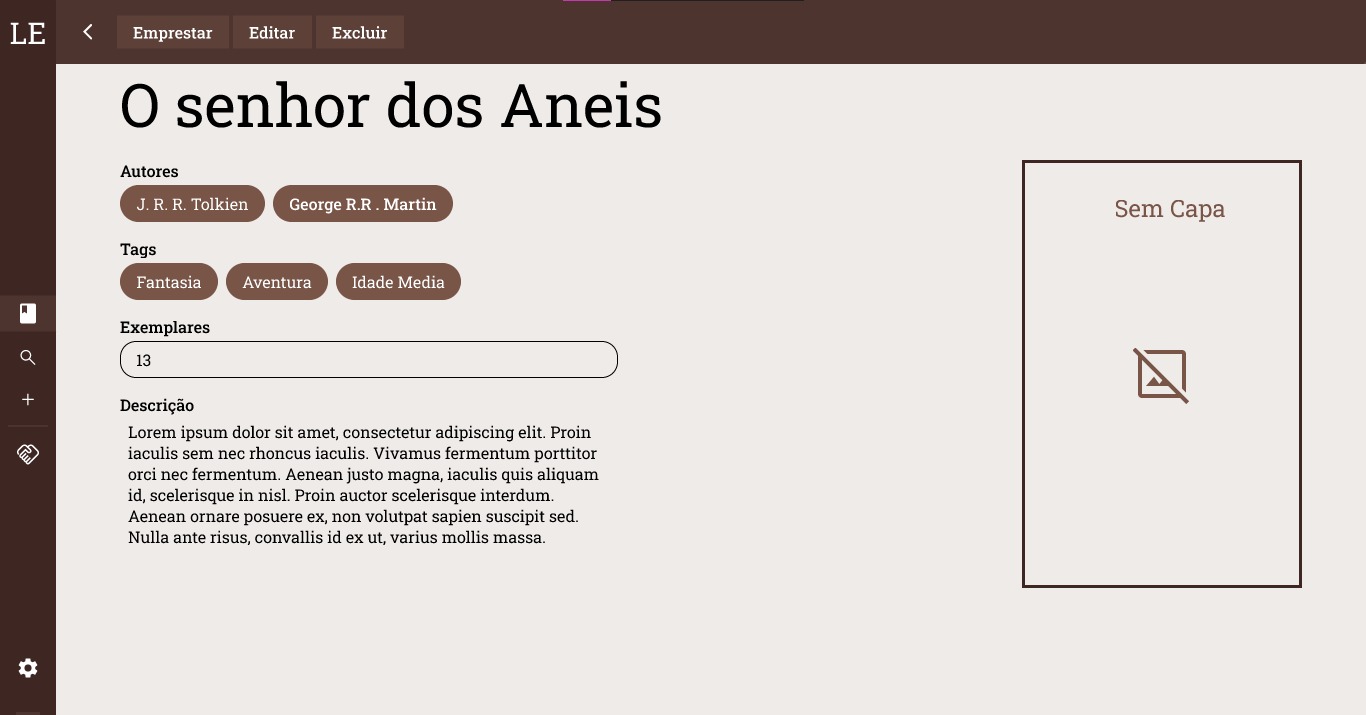 LE
Emprestar Editar Excluir
O senhor dos Aneis
Autores
J. R. R. Tolkien George R.R . Martin
Sem Capa
Tags
Fantasia Aventura Idade Media
Exemplares
13
Descrição
Lorem ipsum dolor sit amet, consectetur adipiscing elit. Proin
iaculis sem nec rhoncus iaculis. Vivamus fermentum porttitor
orci nec fermentum. Aenean justo magna, iaculis quis aliquam
id, scelerisque in nisl. Proin auctor scelerisque interdum.
Aenean ornare posuere ex, non volutpat sapien suscipit sed.
Nulla ante risus, convallis id ex ut, varius mollis massa.